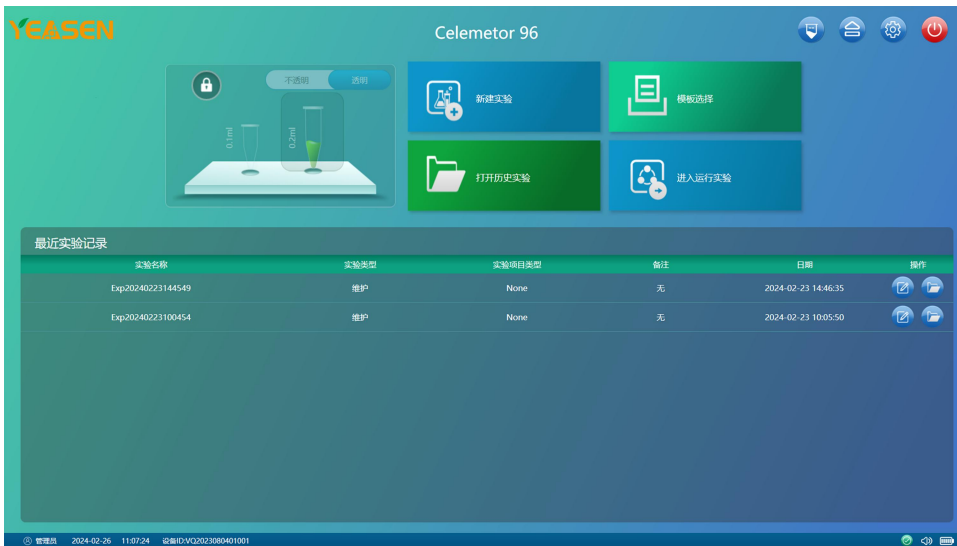 YEASEN
Celemetor 96
不透明 透明
0.1ml
0.2ml
新建实验
模板选择
打开历史实验
进入运行实验
最近实验记录
实验名称 实验类型 实验项目类型 备注 日期 操作
Exp20240223144549 维护 None 无 2024-02-23 14:46:35
Exp20240223100454 维护 None 无 2024-02-23 10:05:50
管理员 2024-02-26 11:07:24 设备ID:VQ2023080401001